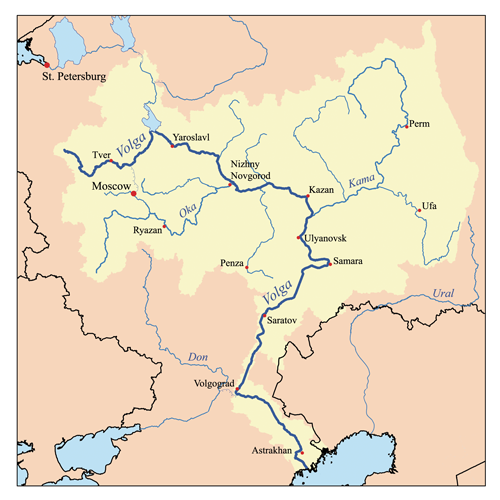 St. Petersburg
Volga
Yaroslavl
Tver
Nizhny
Novgorod
Perm
Moscow
Kazan
Kama
Oka
Ufa
Ryazan
Ulyanovsk
Penza
Samara
Volga
Ural
Saratov
Don
Volgograd
Astrakhan